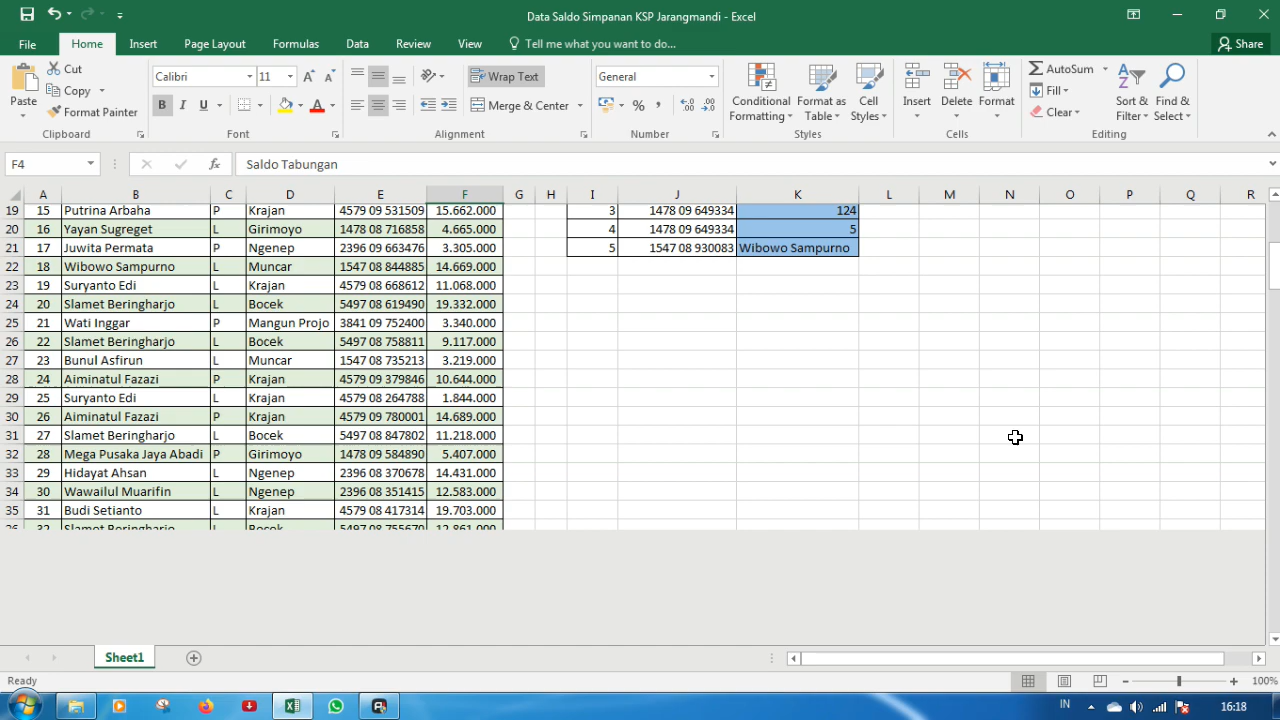 Data Saldo Simpanan KSP Jarangmandi - Excel
File Home Insert Page Layout Formulas Data Review View Tell me what you want to do... Share
Paste Cut Copy Format Painter Clipboard
Calibri 11 B I U A A A Font
Wrap Text Merge & Center Alignment
General % , Number
Conditional Formatting Format as Table Cell Styles Styles
Insert Delete Format Cells
AutoSum Fill Clear Sort & Filter Find & Select Editing
F4 fx Saldo Tabungan
A B C D E F G H I J K L M N O P Q R
19 15 Putrina Arbaha P Krajan 4579 09 531509 15.662.000 3 1478 09 649334 124
20 16 Yayan Sugreget L Girimoyo 1478 08 716858 4.665.000 4 1478 09 649334 5
21 17 Juwita Permata P Ngenep 2396 09 663476 3.305.000 5 1547 08 930083 Wibowo Sampurno
22 18 Wibowo Sampurno L Muncar 1547 08 844885 14.669.000
23 19 Suryanto Edi L Krajan 4579 08 668612 11.068.000
24 20 Slamet Beringharjo L Bocek 5497 08 619490 19.332.000
25 21 Wati Inggar P Mangun Projo 3841 09 752400 3.340.000
26 22 Slamet Beringharjo L Bocek 5497 08 758811 9.117.000
27 23 Bunul Asfirun L Muncar 1547 08 735213 3.219.000
28 24 Aiminatul Fazazi P Krajan 4579 09 379846 10.644.000
29 25 Suryanto Edi L Krajan 4579 08 264788 1.844.000
30 26 Aiminatul Fazazi P Krajan 4579 09 780001 14.689.000
31 27 Slamet Beringharjo L Bocek 5497 08 847802 11.218.000
32 28 Mega Pusaka Jaya Abadi P Girimoyo 1478 09 584890 5.407.000
33 29 Hidayat Ahsan L Ngenep 2396 08 370678 14.431.000
34 30 Wawailul Muarifin L Ngenep 2396 08 351415 12.583.000
35 31 Budi Setianto L Krajan 4579 08 417314 19.703.000
36 32 Slamet Beringharjo L Bocek 5497 08 755670 12.861.000
Sheet1
Ready 100%
IN 16:18